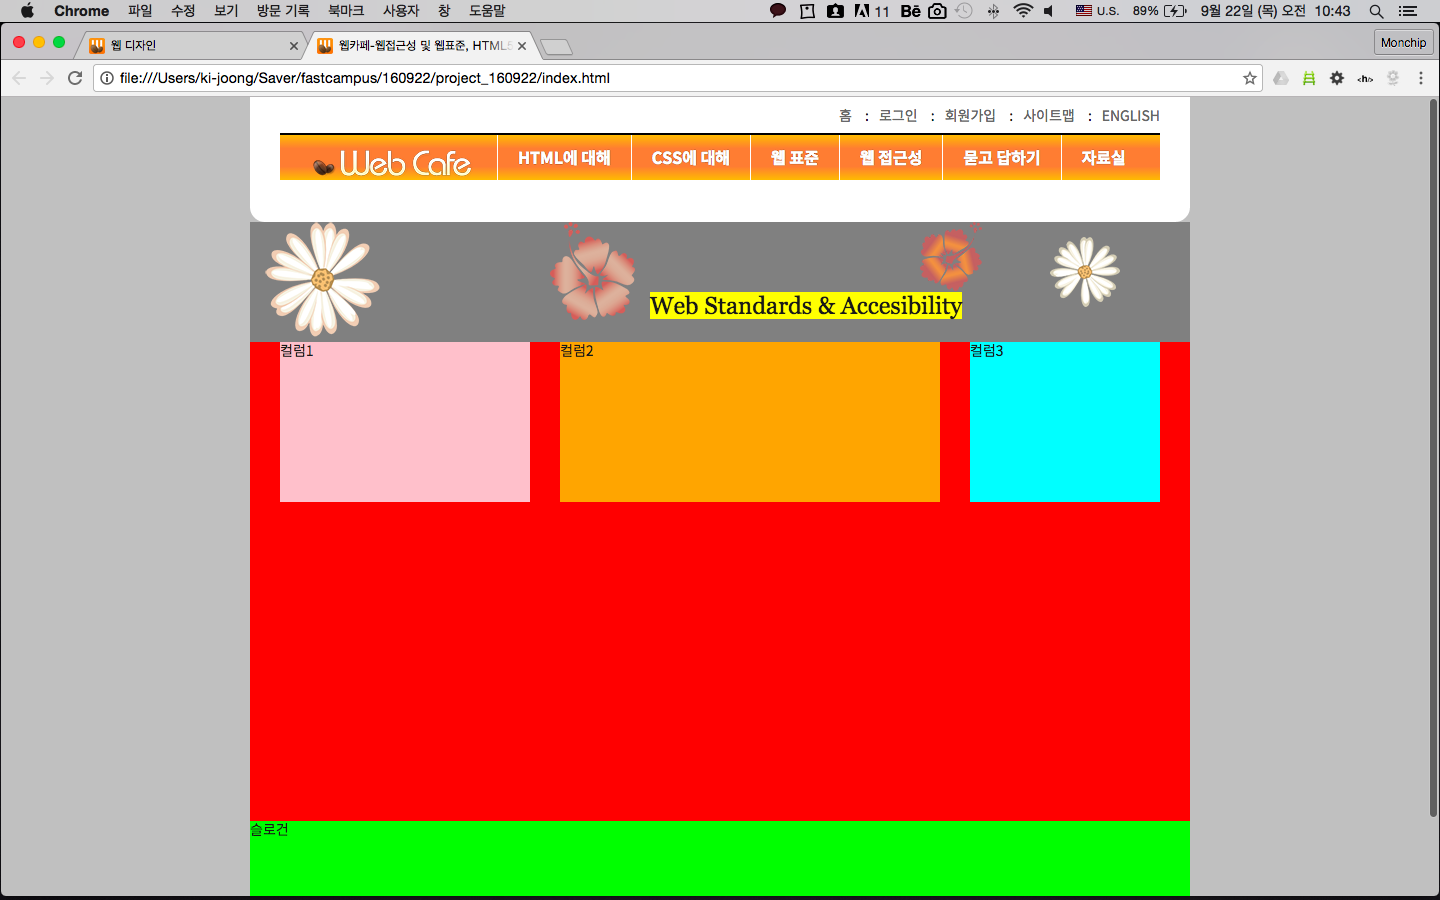 Chrome 파일 수정 보기 방문 기록 북마크 사용자 창 도움말 11 Bē U.S. 89% 9월 22일 (목) 오전 10:43
웹 디자인 웹카페-웹접근성 및 웹표준, HTML5 Monchip
file:///Users/ki-joong/Saver/fastcampus/160922/project_160922/index.html <h/>
홈 : 로그인 : 회원가입 : 사이트맵 : ENGLISH
Web Cafe HTML에 대해 CSS에 대해 웹 표준 웹 접근성 묻고 답하기 자료실
Web Standards & Accesibility
컬럼1 컬럼2 컬럼3
슬로건